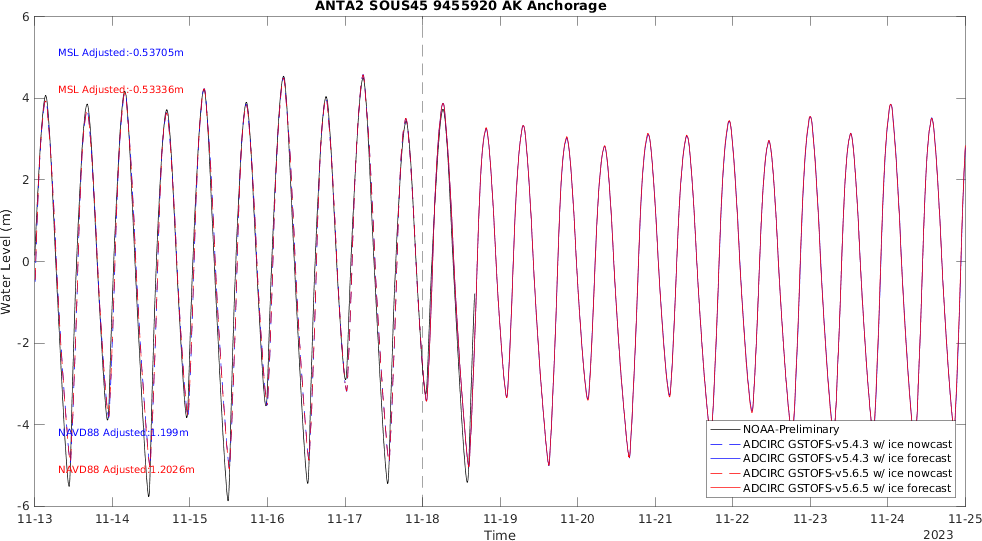 ANTA2 SOUS45 9455920 AK Anchorage
6
4
2
0
-2
-4
-6
Water Level (m)
MSL Adjusted:-0.53705m
MSL Adjusted:-0.53336m
NAVD88 Adjusted:1.199m
NAVD88 Adjusted:1.2026m
NOAA-Preliminary
ADCIRC GSTOFS-v5.4.3 w/ ice nowcast
ADCIRC GSTOFS-v5.4.3 w/ ice forecast
ADCIRC GSTOFS-v5.6.5 w/ ice nowcast
ADCIRC GSTOFS-v5.6.5 w/ ice forecast
11-13 11-14 11-15 11-16 11-17 11-18 11-19 11-20 11-21 11-22 11-23 11-24 11-25
Time
2023